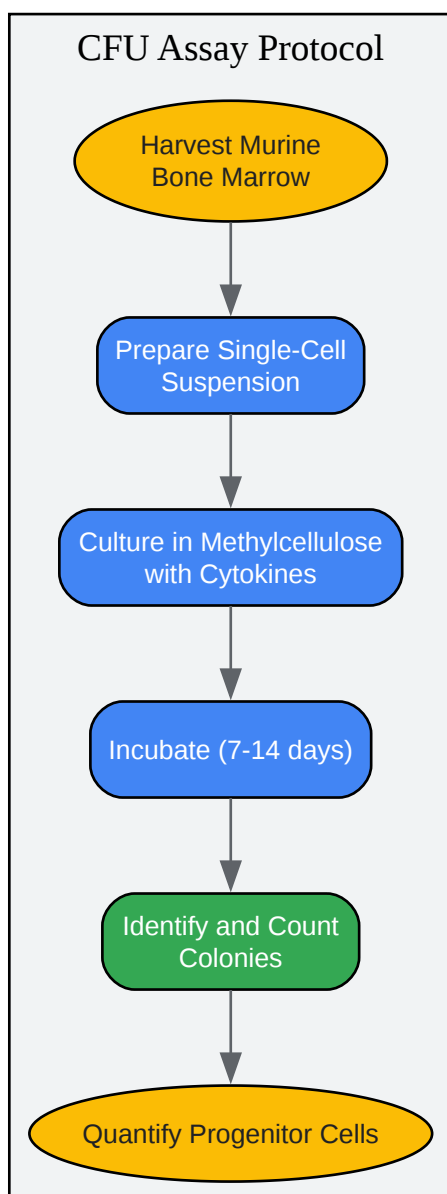 CFU Assay Protocol
Harvest Murine
Bone Marrow
Prepare Single-Cell
Suspension
Culture in Methylcellulose
with Cytokines
Incubate (7-14 days)
Identify and Count
Colonies
Quantify Progenitor Cells